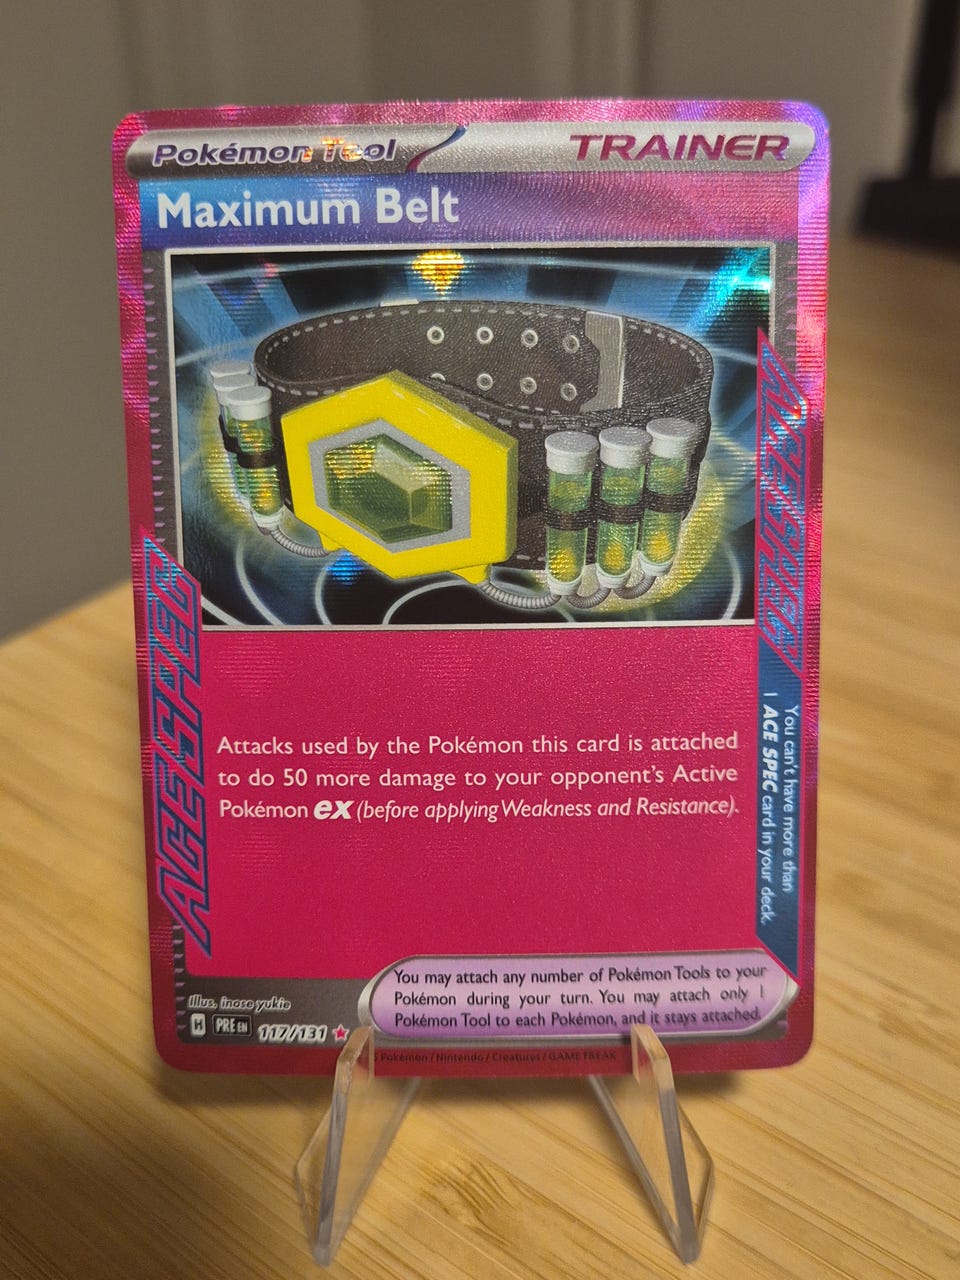 Pokémon Tool
TRAINER
Maximum Belt
ACE SPEC
ACE SPEC
Attacks used by the Pokémon this card is attached
to do 50 more damage to your opponent's Active
Pokémon ex (before applying Weakness and Resistance).
You can't have more than
1 ACE SPEC card in your deck.
You may attach any number of Pokémon Tools to your
Pokémon during your turn. You may attach only 1
Pokémon Tool to each Pokémon, and it stays attached.
Illus. inose yukie
H PRE EN 117/131
Pokémon / Nintendo / Creatures / GAME FREAK